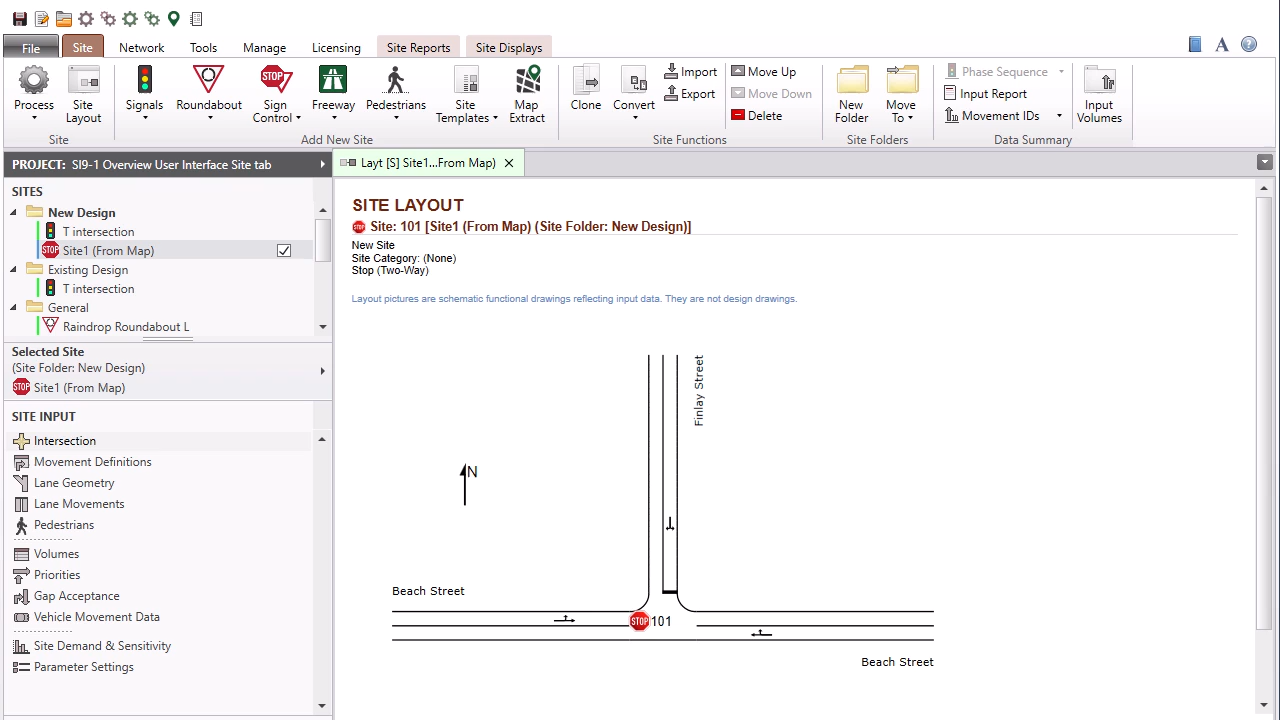 File
Site
Network
Tools
Manage
Licensing
Site Reports
Site Displays
Process
Site Layout
Signals
Roundabout
STOP
Sign Control
Freeway
Pedestrians
Site Templates
Map Extract
Clone
Convert
Import
Export
Move Up
Move Down
Delete
New Folder
Move To
Phase Sequence
Input Report
Movement IDs
Input Volumes
Site
Add New Site
Site Functions
Site Folders
Data Summary
PROJECT: SI9-1 Overview User Interface Site tab
Layt [S] Site1...From Map)
SITES
New Design
T intersection
STOP Site1 (From Map)
Existing Design
T intersection
General
Raindrop Roundabout L
Selected Site
(Site Folder: New Design)
STOP Site1 (From Map)
SITE INPUT
Intersection
Movement Definitions
Lane Geometry
Lane Movements
Pedestrians
Volumes
Priorities
Gap Acceptance
Vehicle Movement Data
Site Demand & Sensitivity
Parameter Settings
SITE LAYOUT
STOP Site: 101 [Site1 (From Map) (Site Folder: New Design)]
New Site
Site Category: (None)
Stop (Two-Way)
Layout pictures are schematic functional drawings reflecting input data. They are not design drawings.
Finlay Street
N
Beach Street
STOP 101
Beach Street